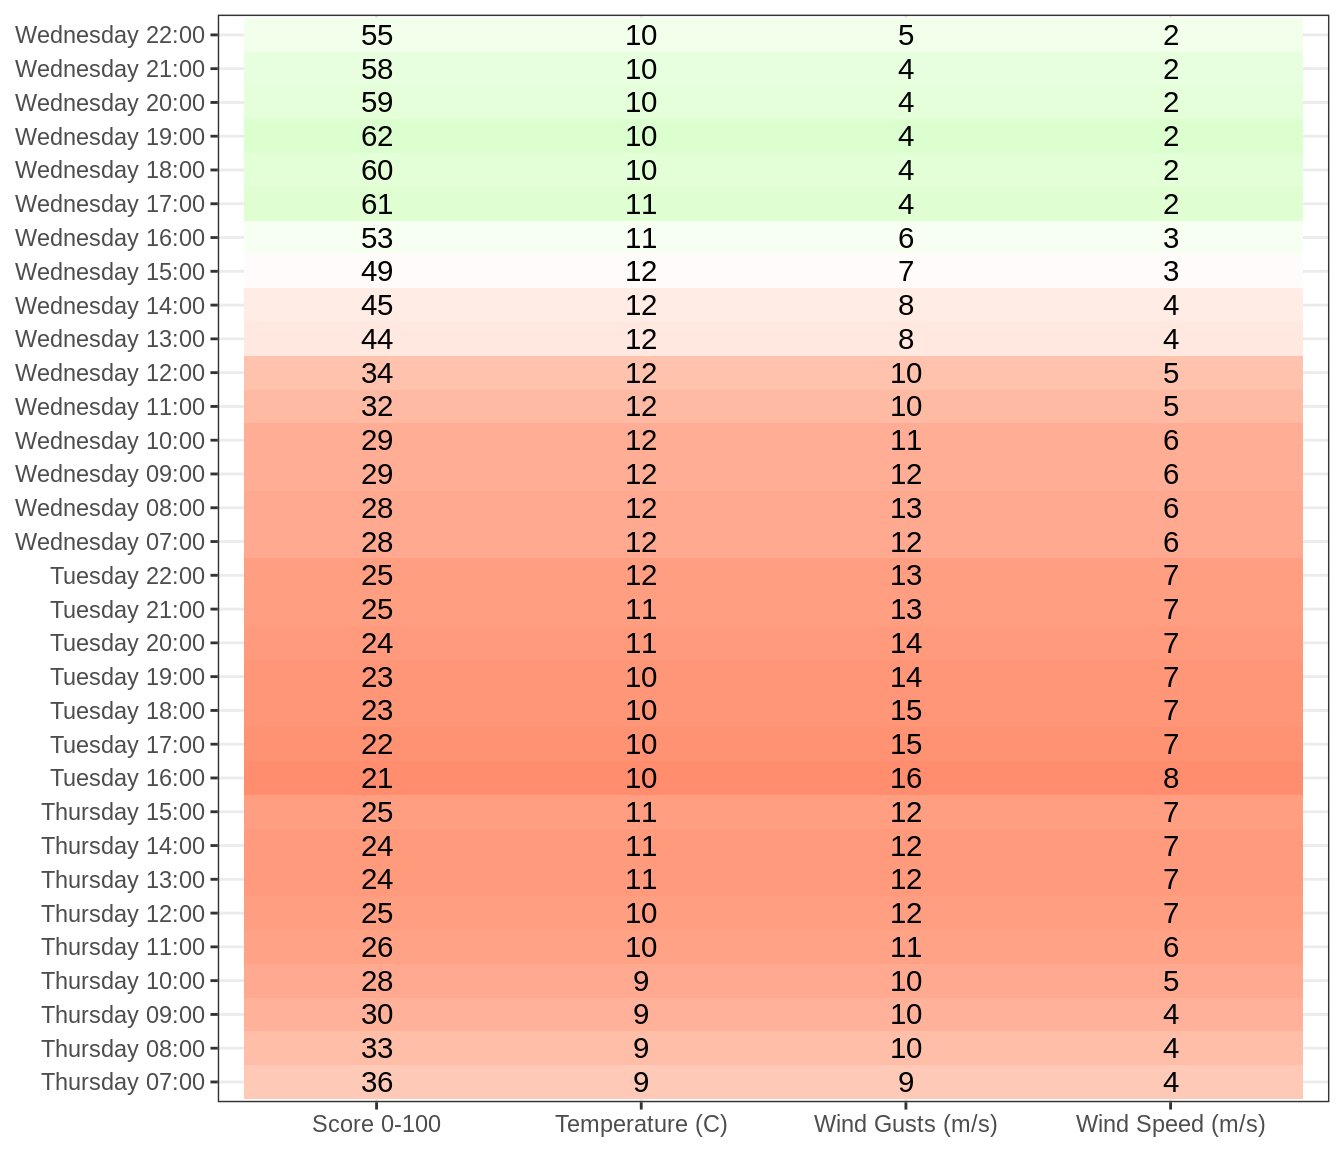 Wednesday 22:00 55 10 5 2
Wednesday 21:00 58 10 4 2
Wednesday 20:00 59 10 4 2
Wednesday 19:00 62 10 4 2
Wednesday 18:00 60 10 4 2
Wednesday 17:00 61 11 4 2
Wednesday 16:00 53 11 6 3
Wednesday 15:00 49 12 7 3
Wednesday 14:00 45 12 8 4
Wednesday 13:00 44 12 8 4
Wednesday 12:00 34 12 10 5
Wednesday 11:00 32 12 10 5
Wednesday 10:00 29 12 11 6
Wednesday 09:00 29 12 12 6
Wednesday 08:00 28 12 13 6
Wednesday 07:00 28 12 12 6
Tuesday 22:00 25 12 13 7
Tuesday 21:00 25 11 13 7
Tuesday 20:00 24 11 14 7
Tuesday 19:00 23 10 14 7
Tuesday 18:00 23 10 15 7
Tuesday 17:00 22 10 15 7
Tuesday 16:00 21 10 16 8
Thursday 15:00 25 11 12 7
Thursday 14:00 24 11 12 7
Thursday 13:00 24 11 12 7
Thursday 12:00 25 10 12 7
Thursday 11:00 26 10 11 6
Thursday 10:00 28 9 10 5
Thursday 09:00 30 9 10 4
Thursday 08:00 33 9 10 4
Thursday 07:00 36 9 9 4
Score 0-100 Temperature (C) Wind Gusts (m/s) Wind Speed (m/s)